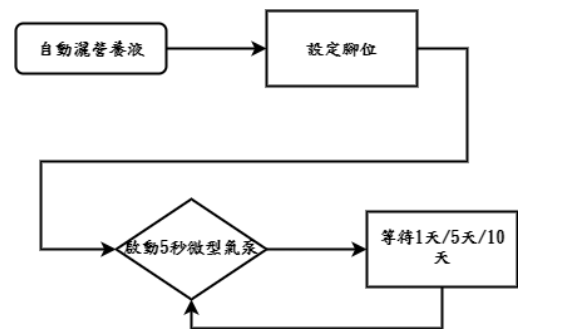 自動灑營養液
設定腳位
啟動5秒微型氣泵
等待1天/5天/10
天